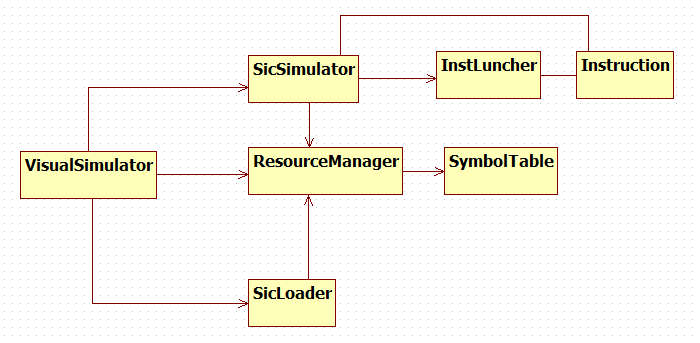 SicSimulator
InstLuncher
Instruction
VisualSimulator
ResourceManager
SymbolTable
SicLoader